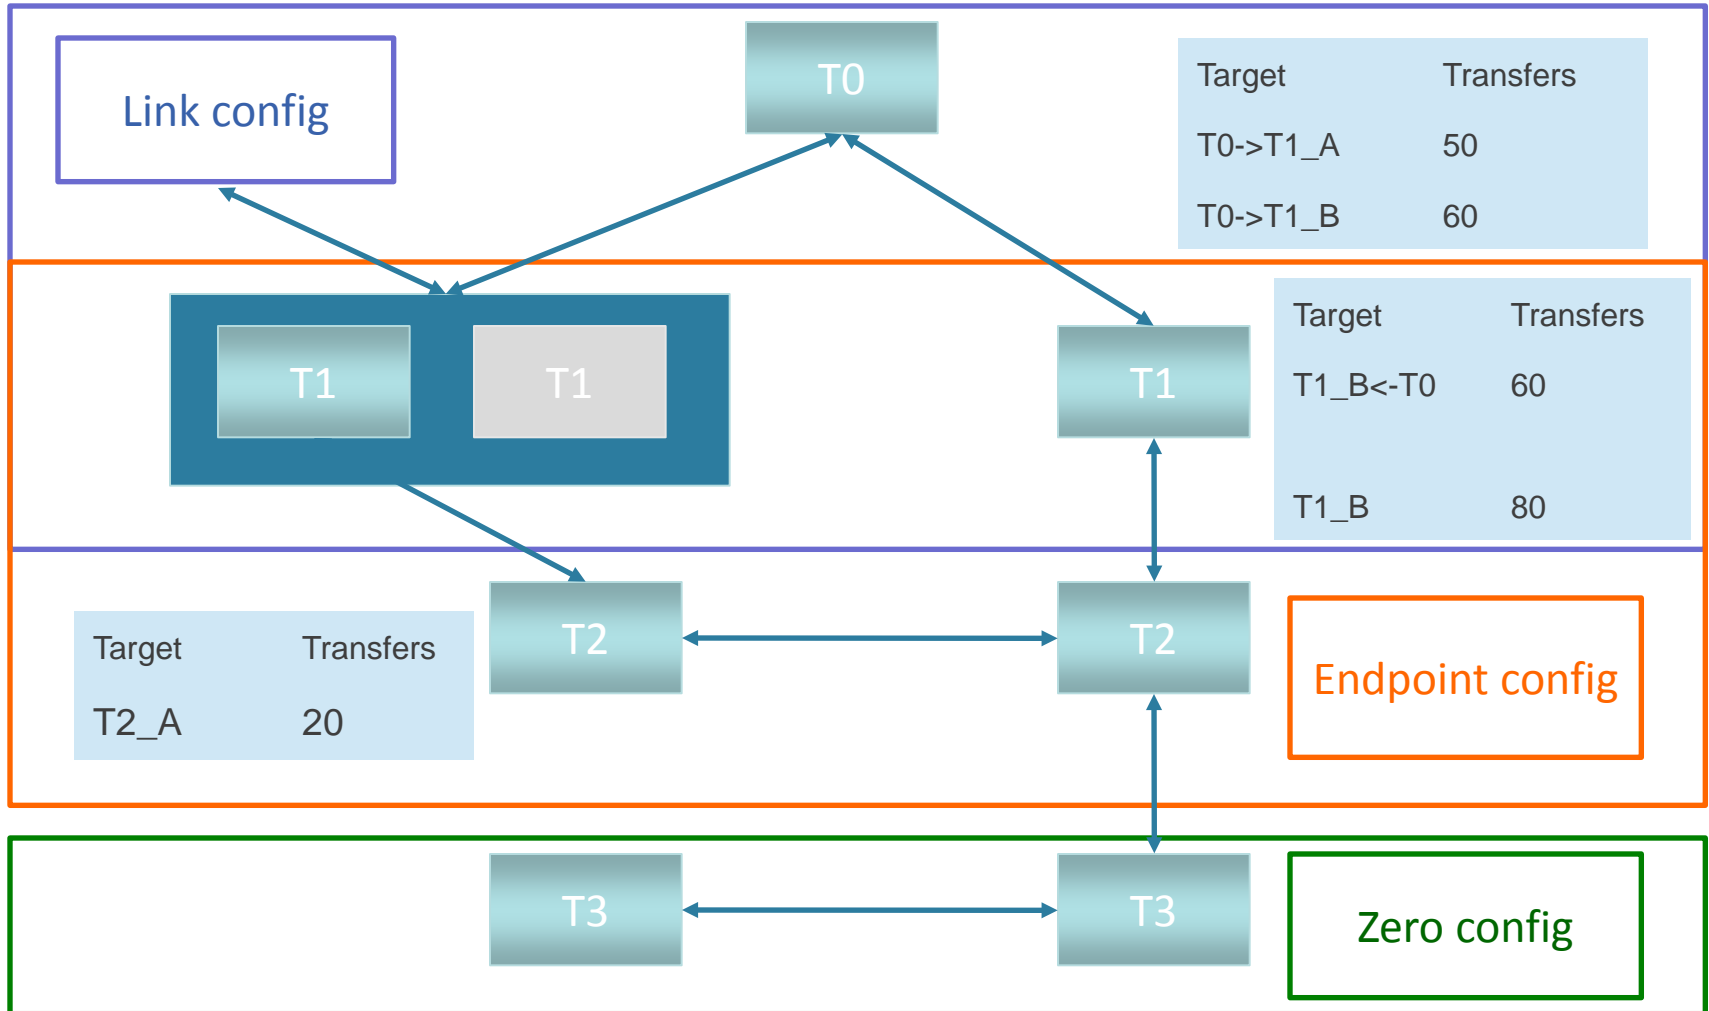 T0
Link config
Target Transfers
T0->T1_A 50
T0->T1_B 60
T1
T1
T1
Target Transfers
T1_B<-T0 60
T1_B 80
T2
T2
Target Transfers
T2_A 20
Endpoint config
T3
T3
Zero config